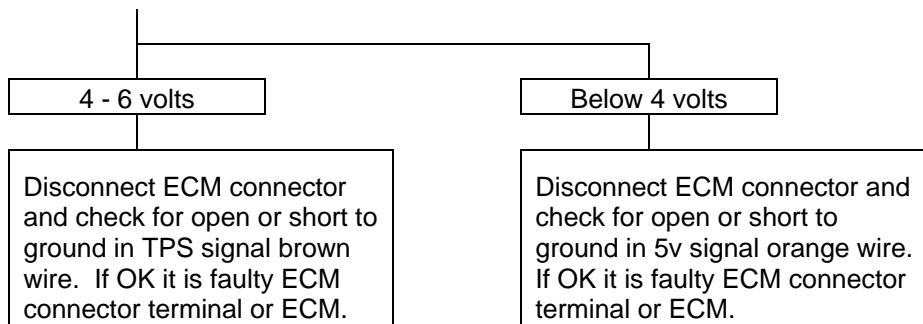 4 - 6 volts
Below 4 volts
Disconnect ECM connector
and check for open or short to
ground in TPS signal brown
wire.  If OK it is faulty ECM
connector terminal or ECM.
Disconnect ECM connector and
check for open or short to
ground in 5v signal orange wire.
If OK it is faulty ECM connector
terminal or ECM.